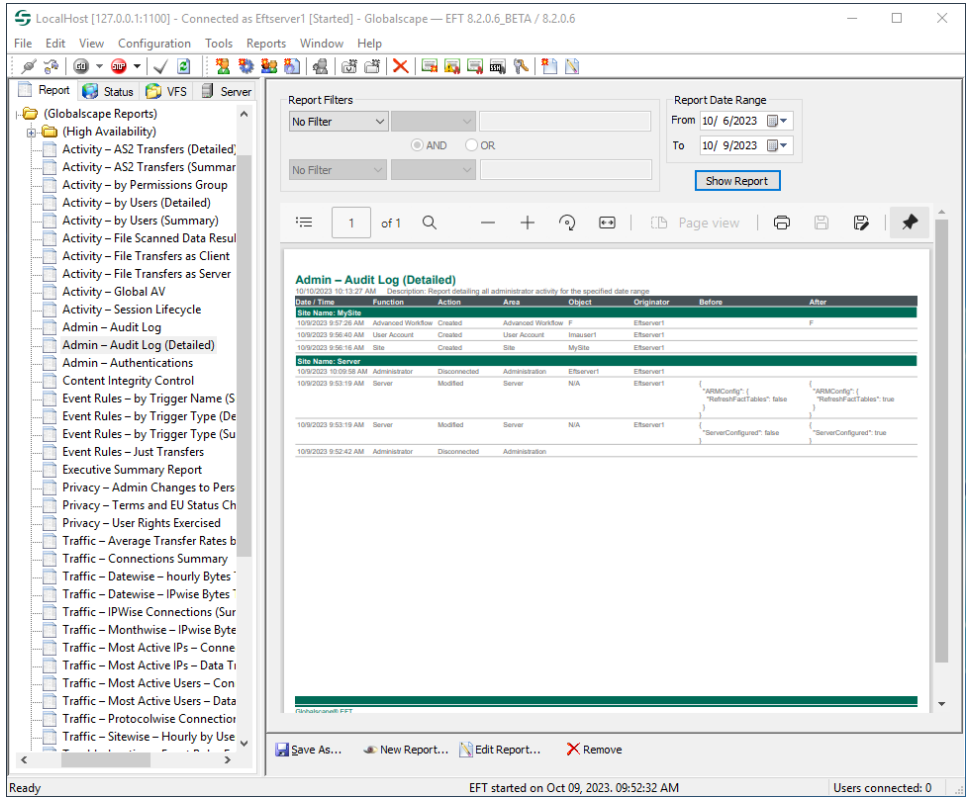 LocalHost [127.0.0.1:1100] - Connected as Eftserver1 [Started] - Globalscape — EFT 8.2.0.6_BETA / 8.2.0.6
File Edit View Configuration Tools Reports Window Help
Report Status VFS Server
(Globalscape Reports)
(High Availability)
Activity – AS2 Transfers (Detailed)
Activity – AS2 Transfers (Summar
Activity – by Permissions Group
Activity – by Users (Detailed)
Activity – by Users (Summary)
Activity – File Scanned Data Resul
Activity – File Transfers as Client
Activity – File Transfers as Server
Activity – Global AV
Activity – Session Lifecycle
Admin – Audit Log
Admin – Audit Log (Detailed)
Admin – Authentications
Content Integrity Control
Event Rules – by Trigger Name (S
Event Rules – by Trigger Type (De
Event Rules – by Trigger Type (Su
Event Rules – Just Transfers
Executive Summary Report
Privacy – Admin Changes to Pers
Privacy – Terms and EU Status Ch
Privacy – User Rights Exercised
Traffic – Average Transfer Rates b
Traffic – Connections Summary
Traffic – Datewise – hourly Bytes
Traffic – Datewise – IPwise Bytes
Traffic – IPWise Connections (Sur
Traffic – Monthwise – IPwise Byte
Traffic – Most Active IPs – Conne
Traffic – Most Active IPs – Data Tr
Traffic – Most Active Users – Con
Traffic – Most Active Users – Data
Traffic – Protocolwise Connection
Traffic – Sitewise – Hourly by Use
Report Filters
No Filter
AND OR
No Filter
Report Date Range
From 10/ 6/2023
To 10/ 9/2023
Show Report
1 of 1 Page view
Admin – Audit Log (Detailed)
10/10/2023 10:13:27 AM Description: Report detailing all administrator activity for the specified date range
Date / Time Function Action Area Object Originator Before After
Site Name: MySite
10/9/2023 9:57:26 AM Advanced Workflow Created Advanced Workflow F Eftserver1 F
10/9/2023 9:56:40 AM User Account Created User Account lmauser1 Eftserver1
10/9/2023 9:56:16 AM Site Created Site MySite Eftserver1
Site Name: Server
10/9/2023 10:09:58 AM Administrator Disconnected Administration Eftserver1 Eftserver1
10/9/2023 9:53:19 AM Server Modified Server N/A Eftserver1 { {
"ARMConfig": { "ARMConfig": {
"RefreshFactTables": false "RefreshFactTables": true
} }
} }
10/9/2023 9:53:19 AM Server Modified Server N/A Eftserver1 { {
"ServerConfigured": false "ServerConfigured": true
} }
10/9/2023 9:52:42 AM Administrator Disconnected Administration
Globalscape® EFT
Save As... New Report... Edit Report... Remove
Ready EFT started on Oct 09, 2023. 09:52:32 AM Users connected: 0